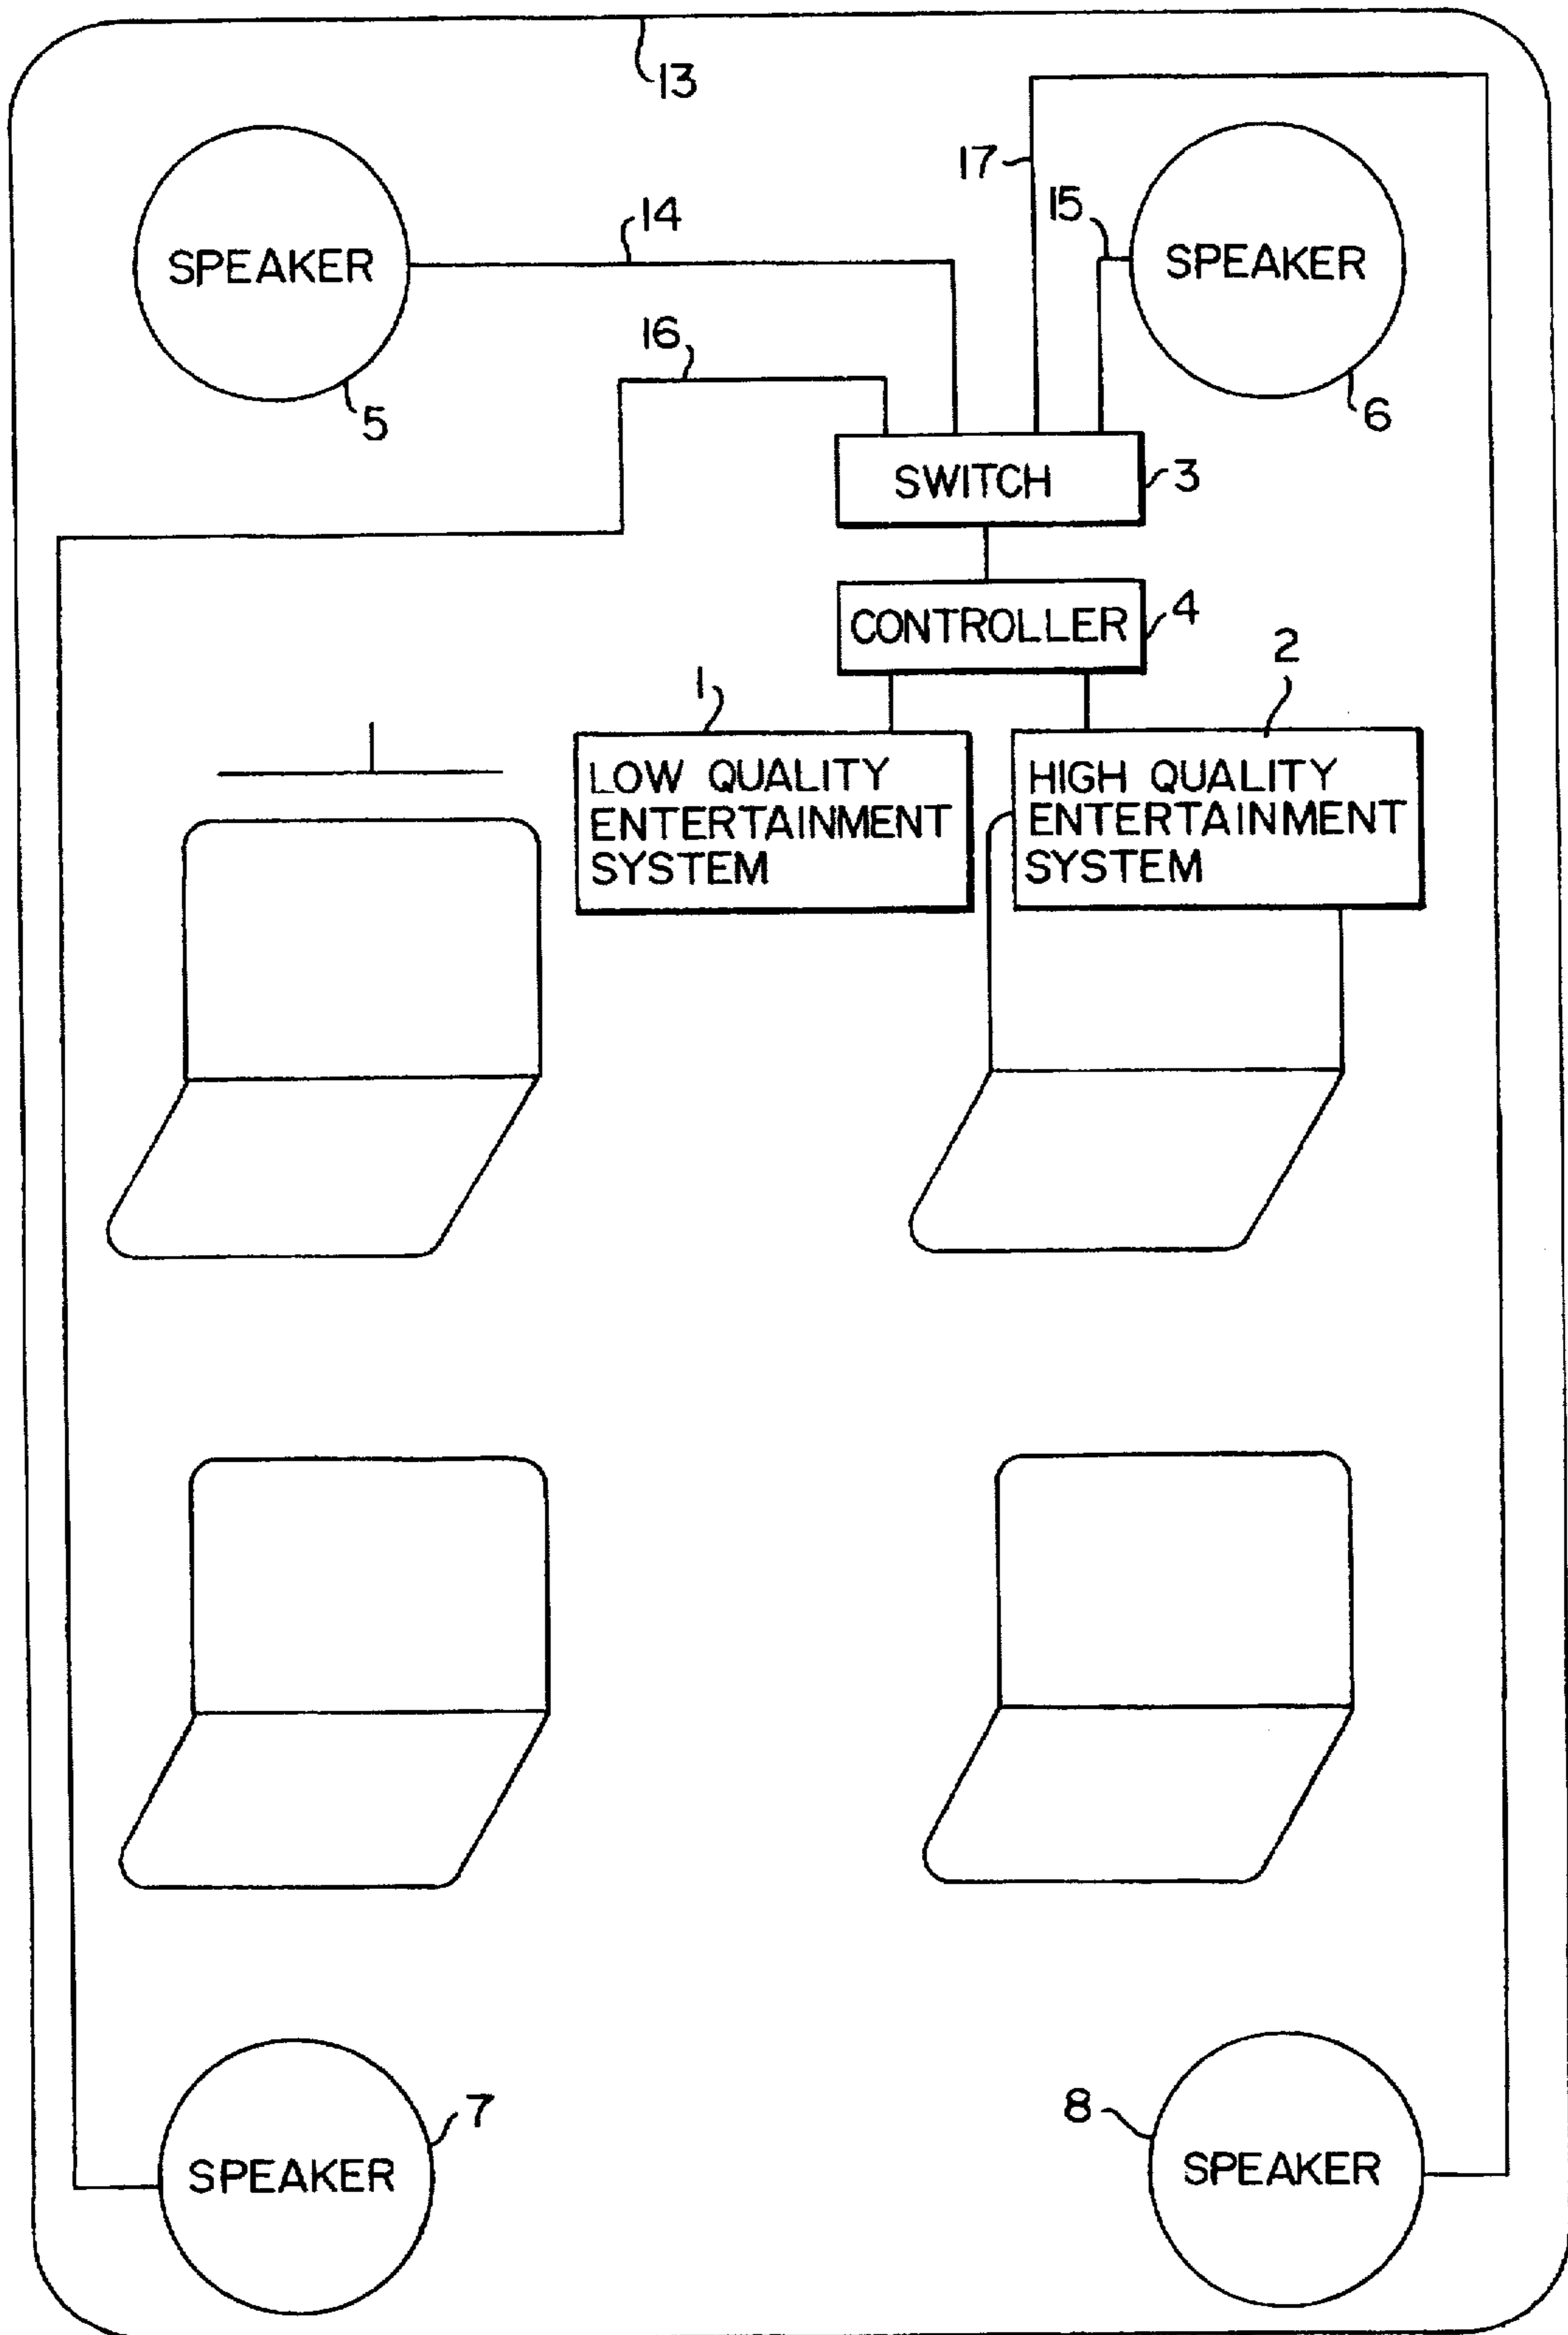 13
17
15
14
SPEAKER
SPEAKER
16
5
6
SWITCH
3
CONTROLLER
4
2
1
LOW QUALITY
ENTERTAINMENT
SYSTEM
HIGH QUALITY
ENTERTAINMENT
SYSTEM
7
8
SPEAKER
SPEAKER